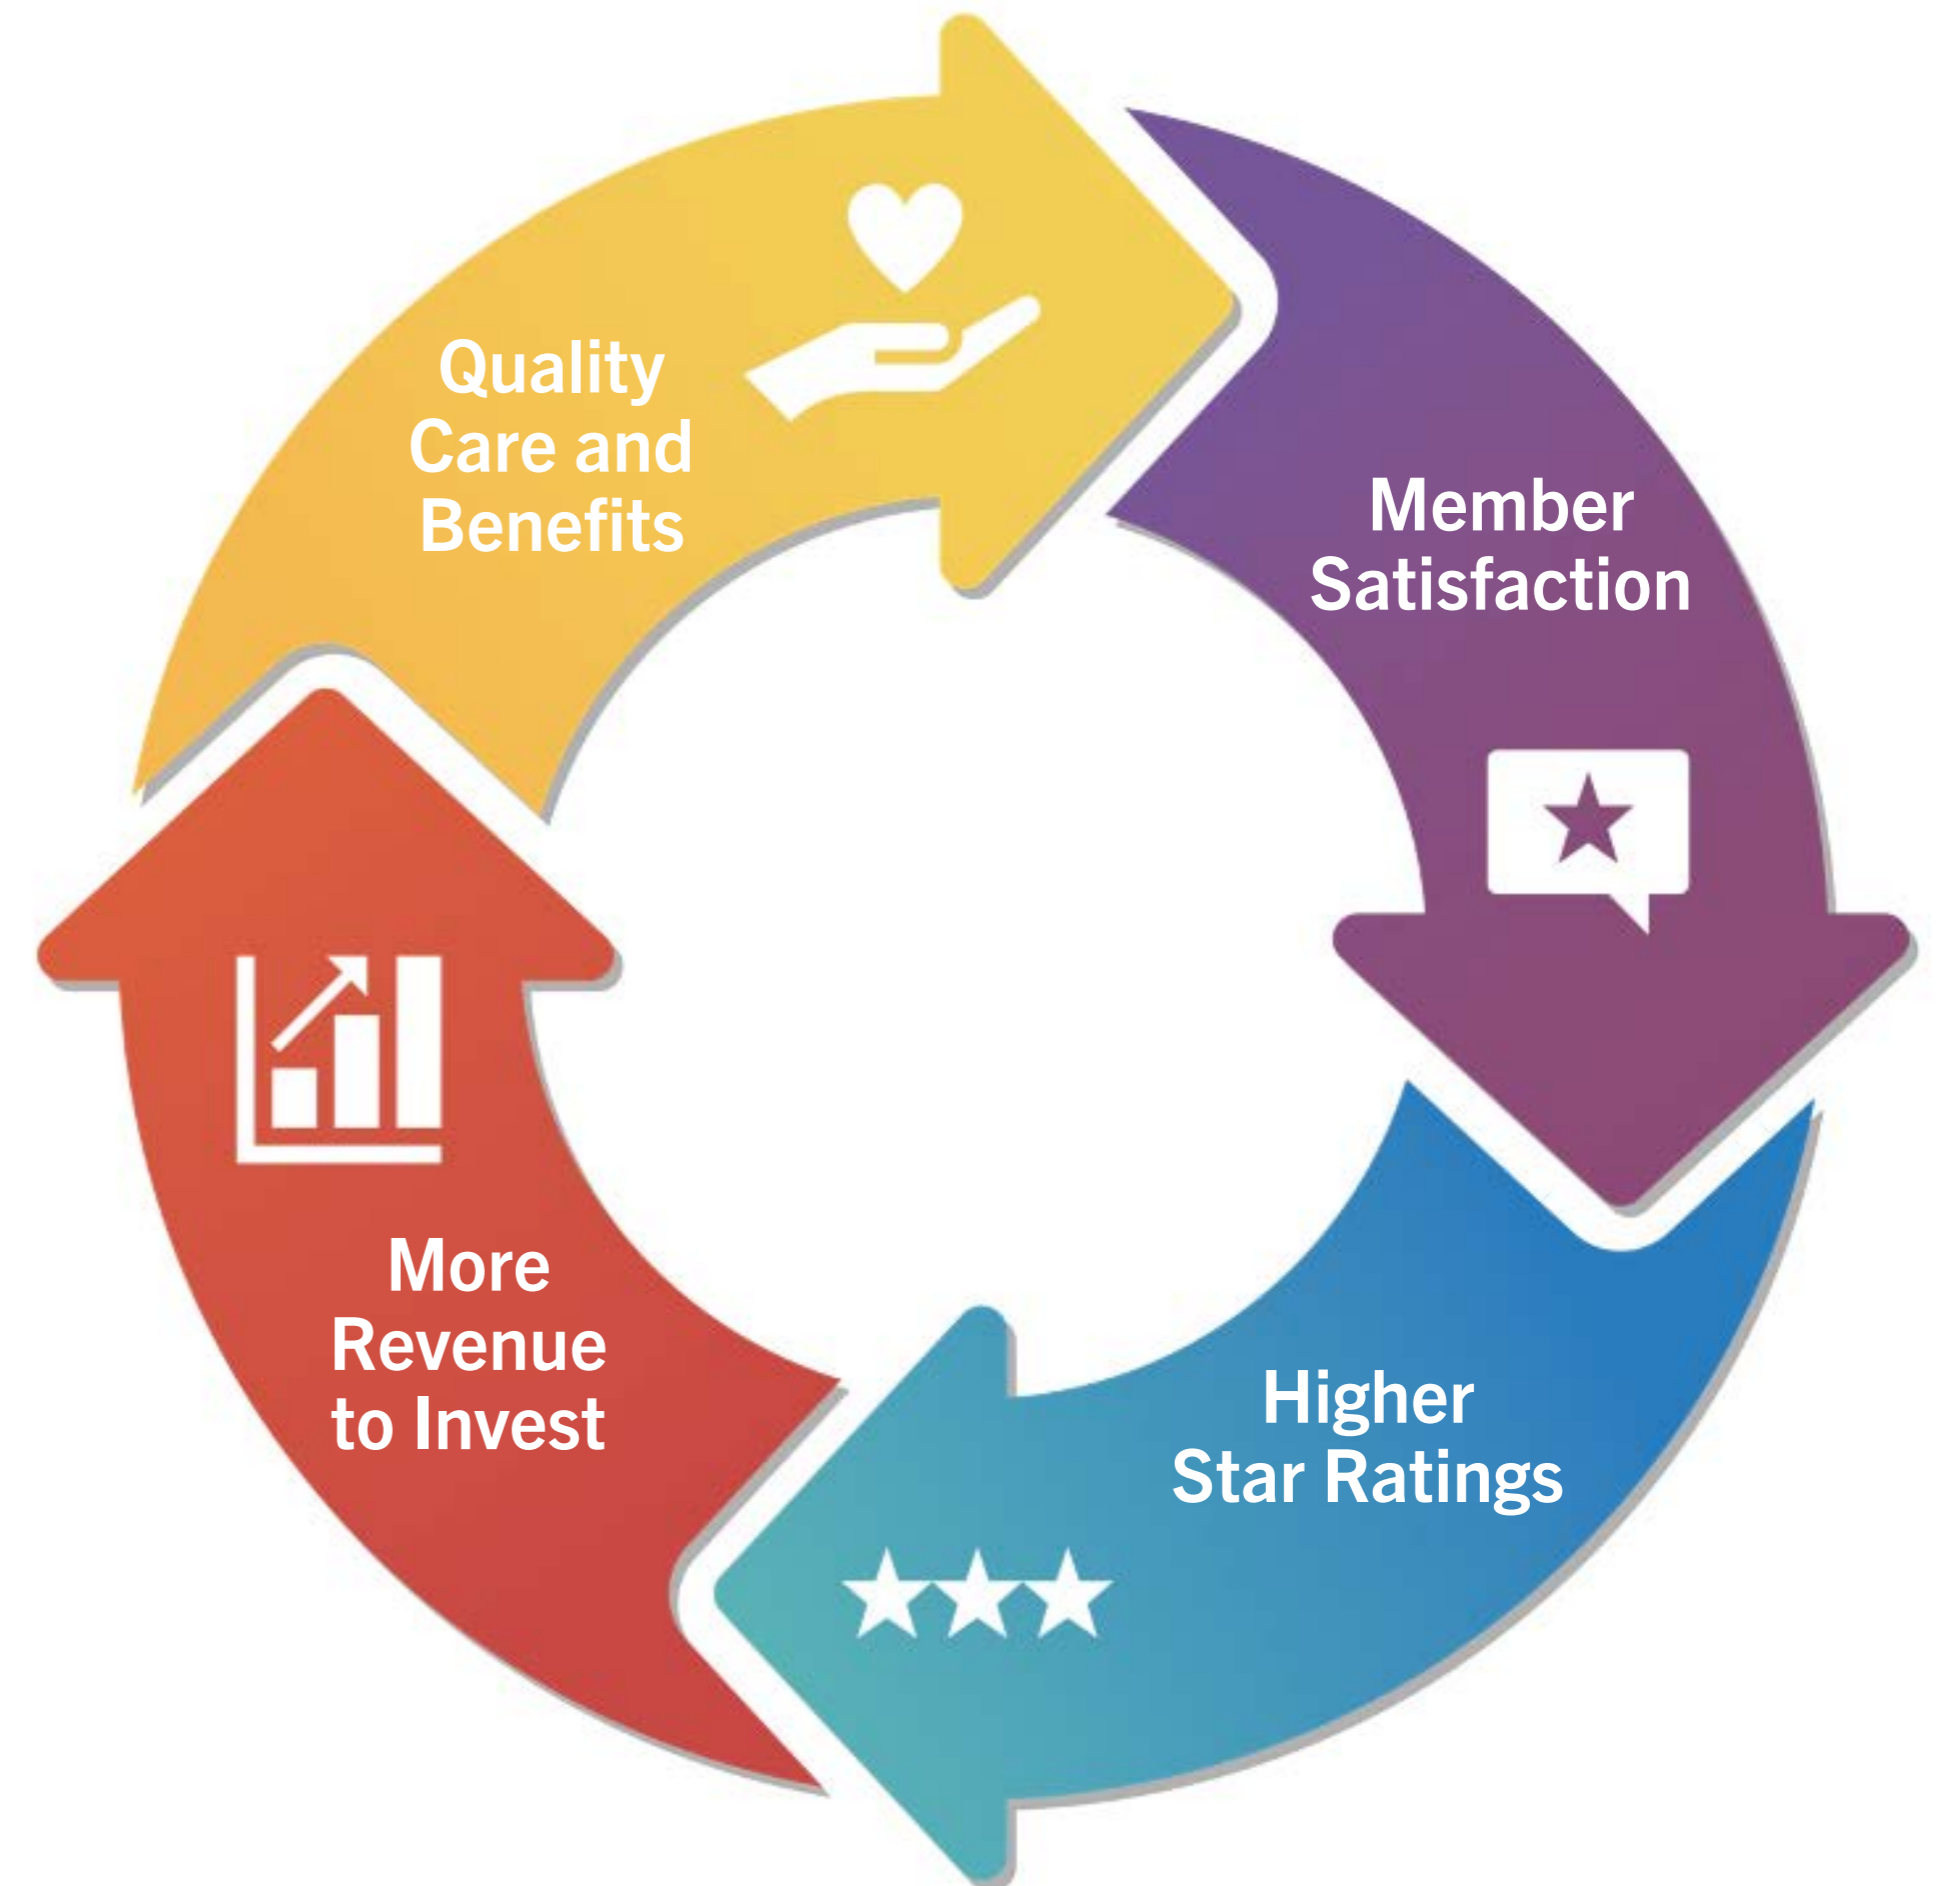 Quality
Care and
Benefits
Member
Satisfaction
Higher
Star Ratings
More
Revenue
to Invest